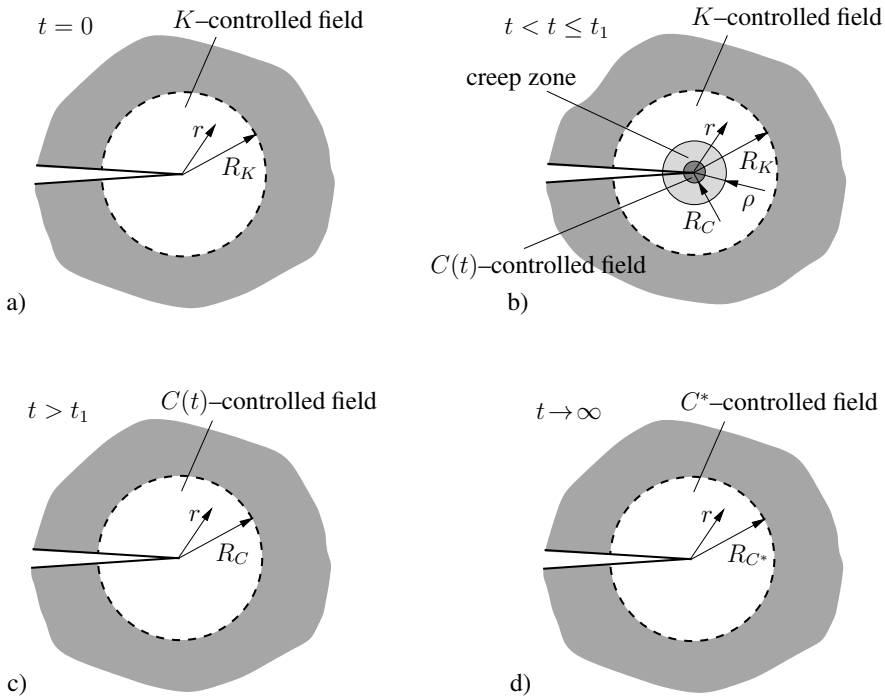 t = 0
K–controlled field
r
R_K
a)
t < t ≤ t_1
K–controlled field
creep zone
r
R_K
ρ
R_C
C(t)–controlled field
b)
t > t_1
C(t)–controlled field
r
R_C
c)
t → ∞
C*–controlled field
r
R_{C*}
d)